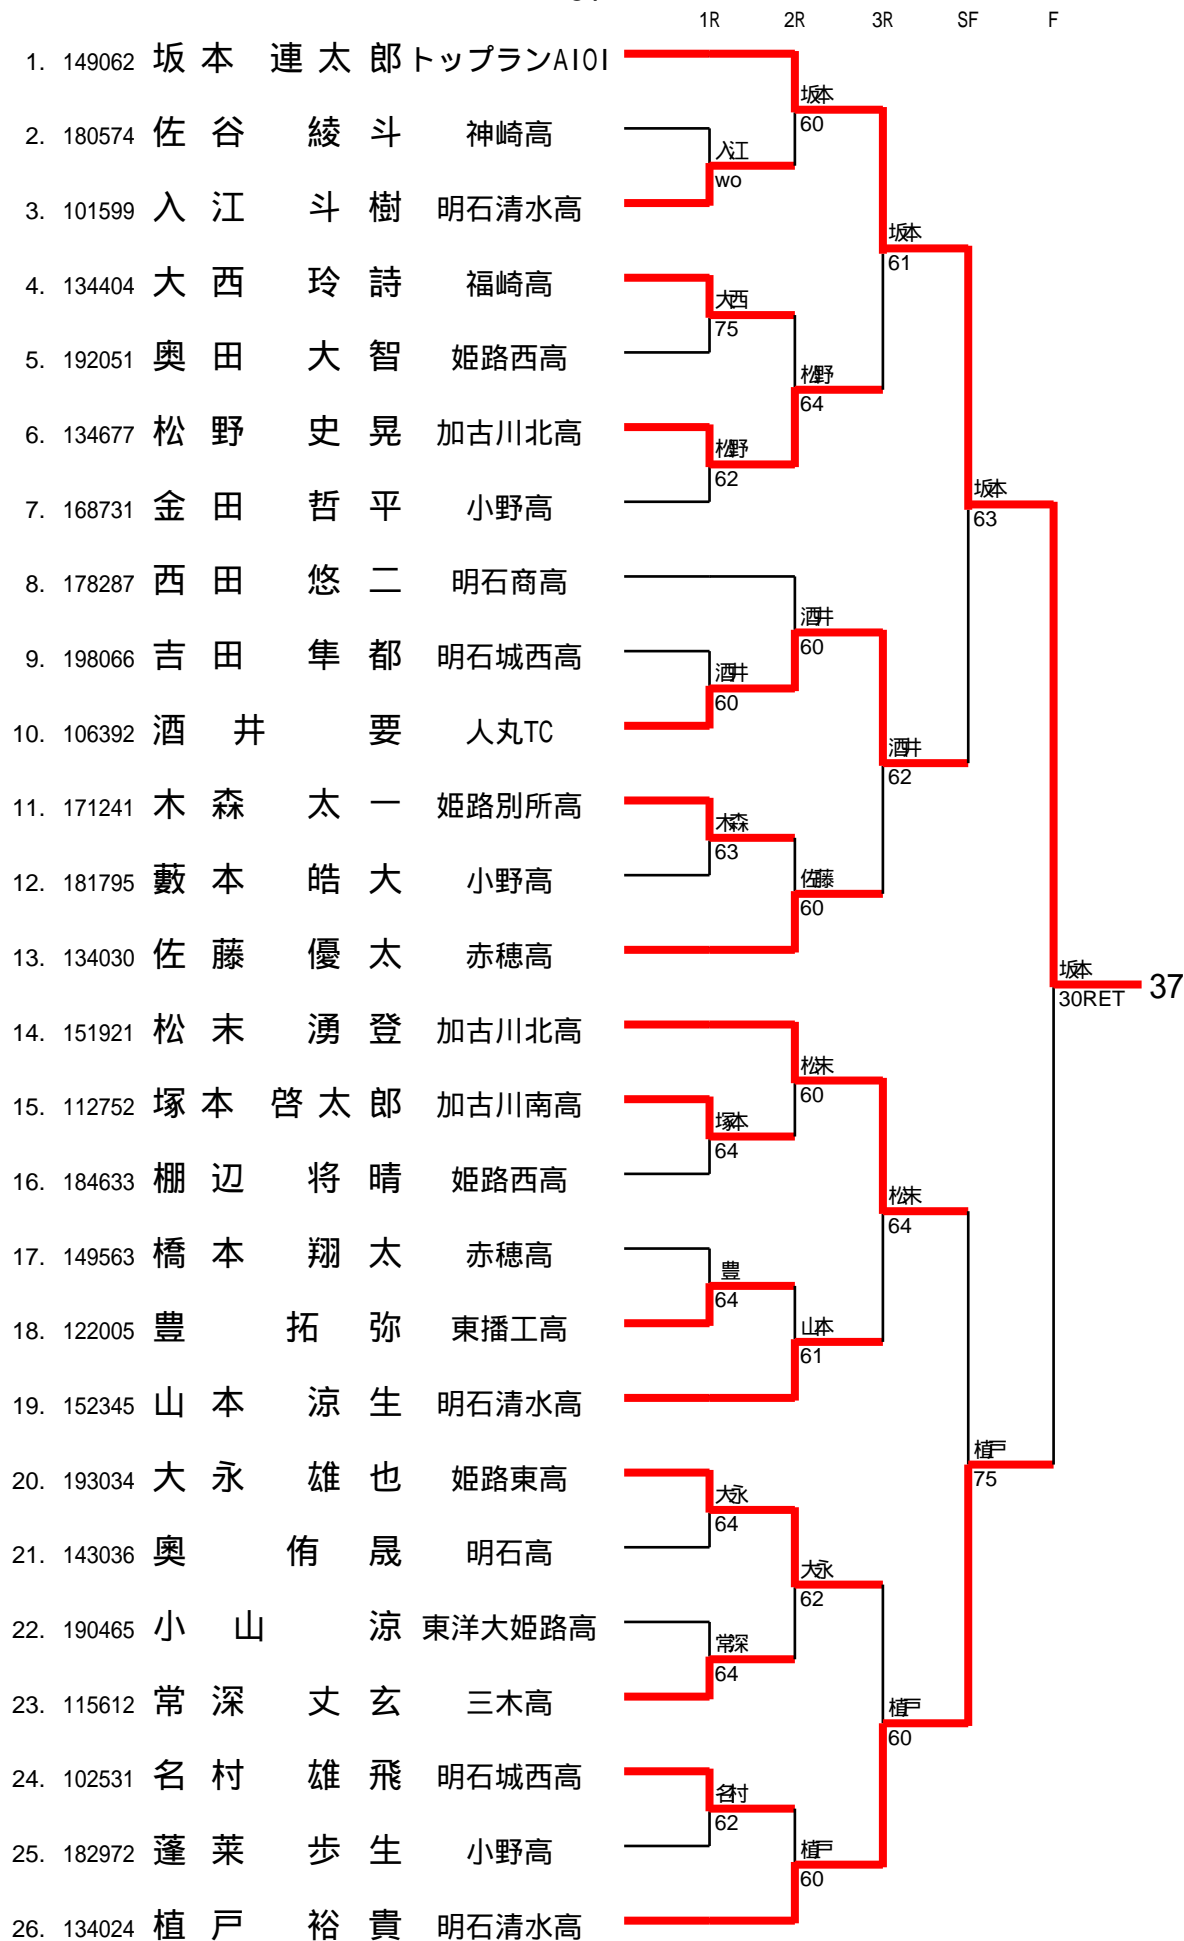 1R 2R 3R SF F
1. 149062 坂本 連太郎 トップランAIOI
坂本
60
2. 180574 佐谷 綾斗 神崎高
入江
wo
3. 101599 入江 斗樹 明石清水高
坂本
61
4. 134404 大西 玲詩 福崎高
大西
75
5. 192051 奥田 大智 姫路西高
松野
64
6. 134677 松野 史晃 加古川北高
松野
62
7. 168731 金田 哲平 小野高
坂本
63
8. 178287 西田 悠二 明石商高
酒井
60
9. 198066 吉田 隼都 明石城西高
酒井
60
10. 106392 酒井 要 人丸TC
酒井
62
11. 171241 木森 太一 姫路別所高
木森
63
12. 181795 藪本 皓大 小野高
佐藤
60
13. 134030 佐藤 優太 赤穂高
坂本
30RET
37
14. 151921 松末 湧登 加古川北高
松末
60
15. 112752 塚本 啓太郎 加古川南高
塚本
64
16. 184633 棚辺 将晴 姫路西高
松末
64
17. 149563 橋本 翔太 赤穂高
豊
64
18. 122005 豊 拓弥 東播工高
山本
61
19. 152345 山本 涼生 明石清水高
植戸
75
20. 193034 大永 雄也 姫路東高
大永
64
21. 143036 奥 侑晟 明石高
大永
62
22. 190465 小山 涼 東洋大姫路高
常深
64
23. 115612 常深 丈玄 三木高
植戸
60
24. 102531 名村 雄飛 明石城西高
名村
62
25. 182972 蓬莱 歩生 小野高
植戸
60
26. 134024 植戸 裕貴 明石清水高